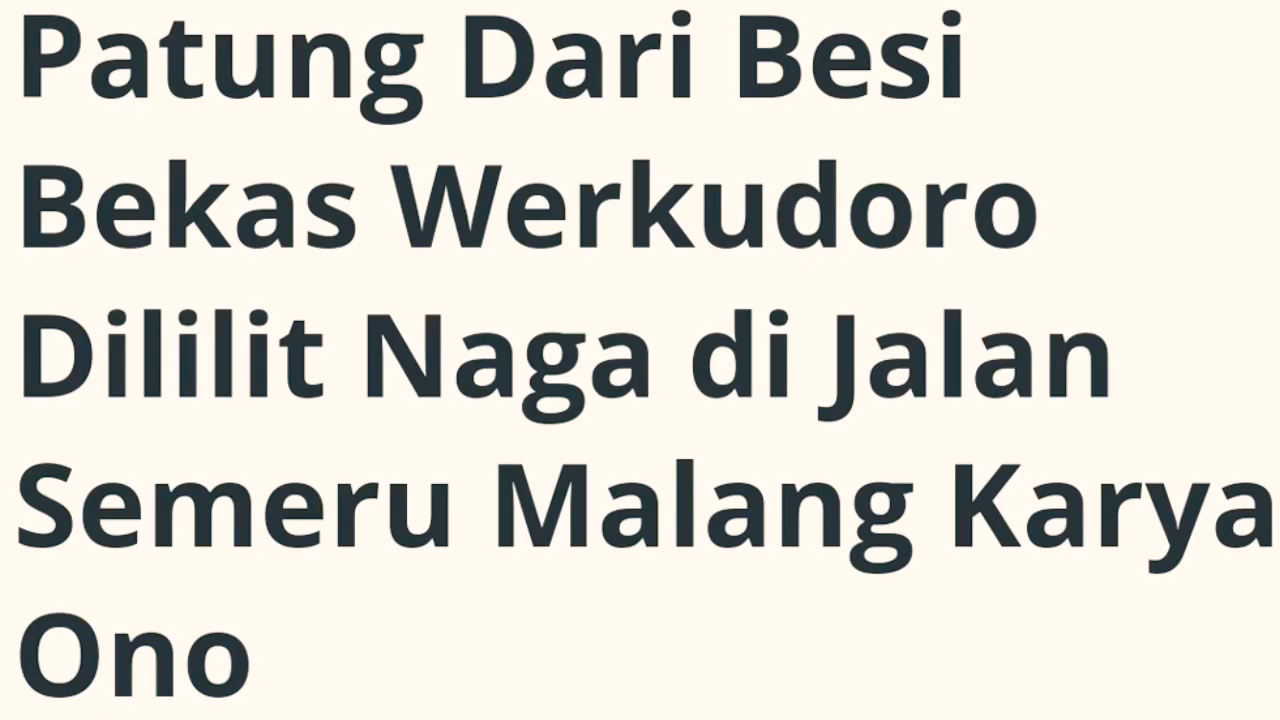 Patung Dari Besi
Bekas Werkudoro
Dililit Naga di Jalan
Semeru Malang Karya
Ono